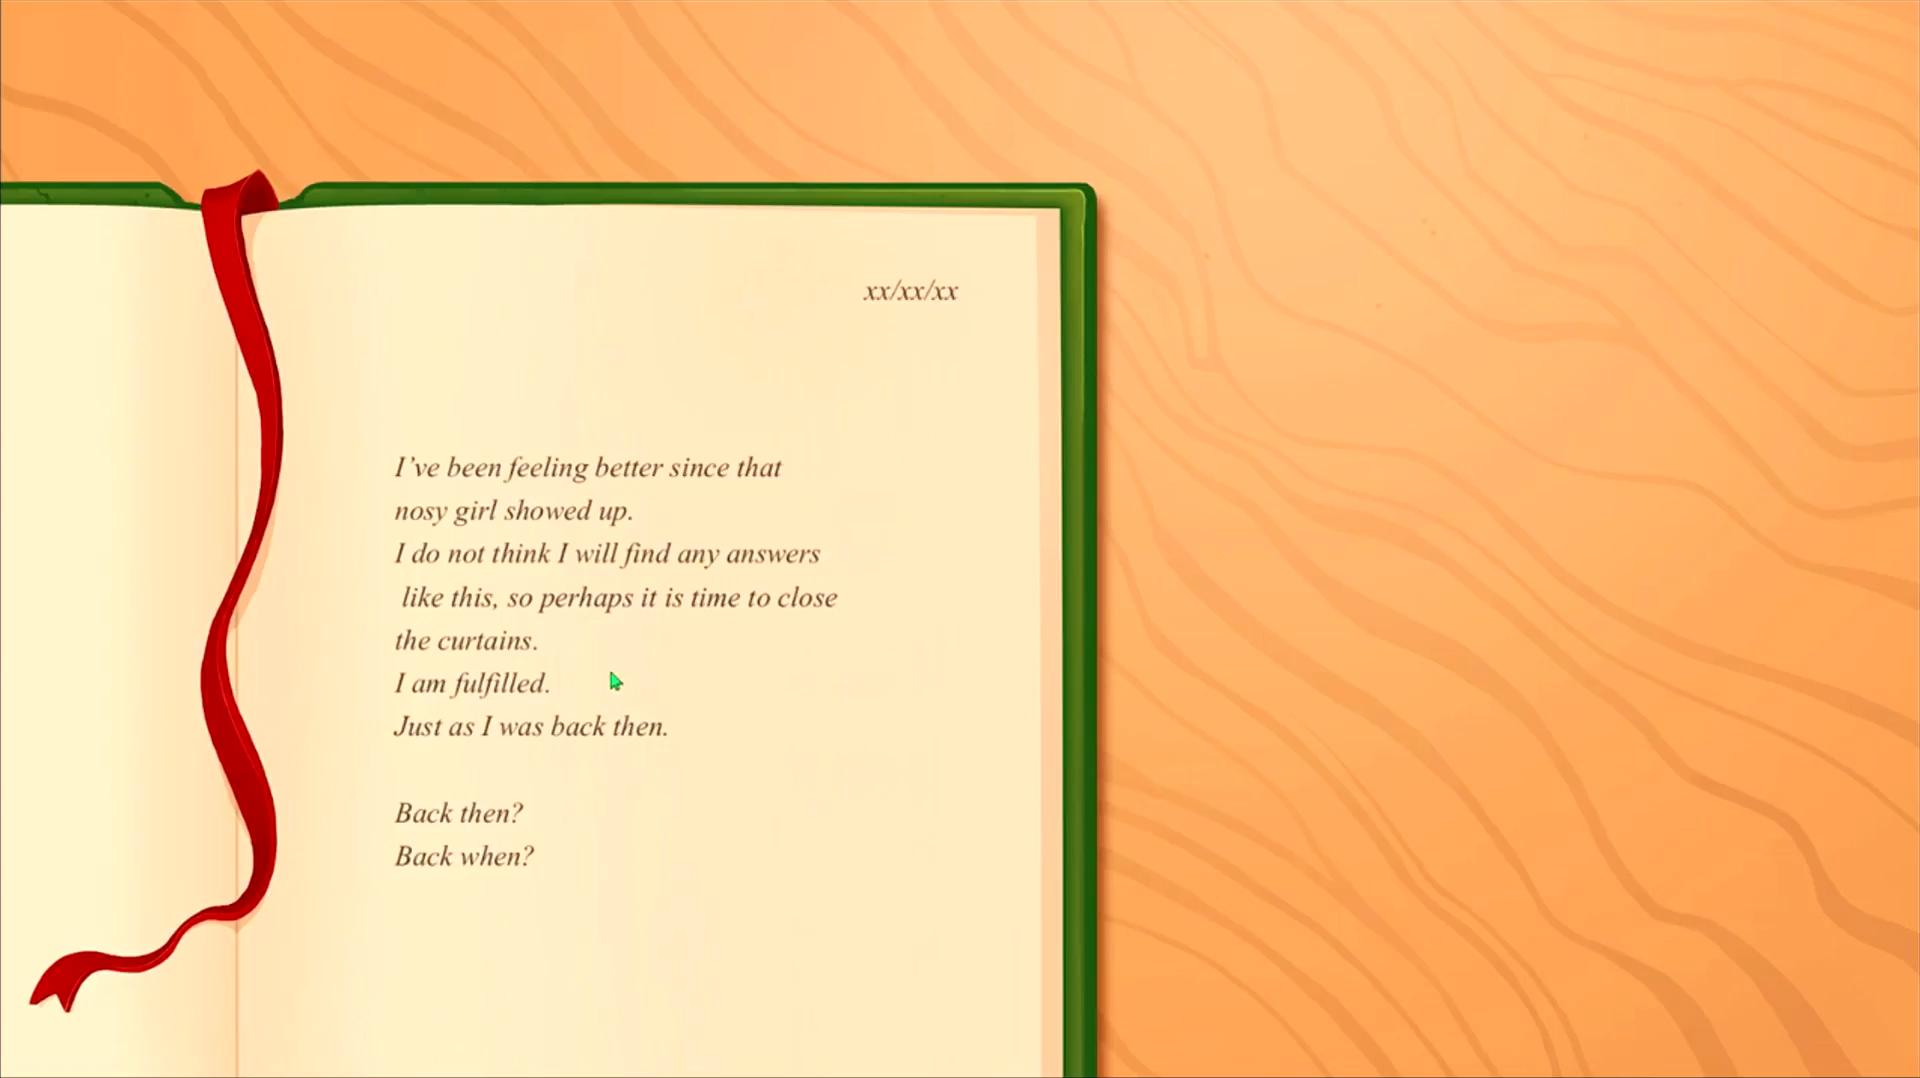 xx/xx/xx
I’ve been feeling better since that
nosy girl showed up.
I do not think I will find any answers
like this, so perhaps it is time to close
the curtains.
I am fulfilled.
Just as I was back then.
Back then?
Back when?